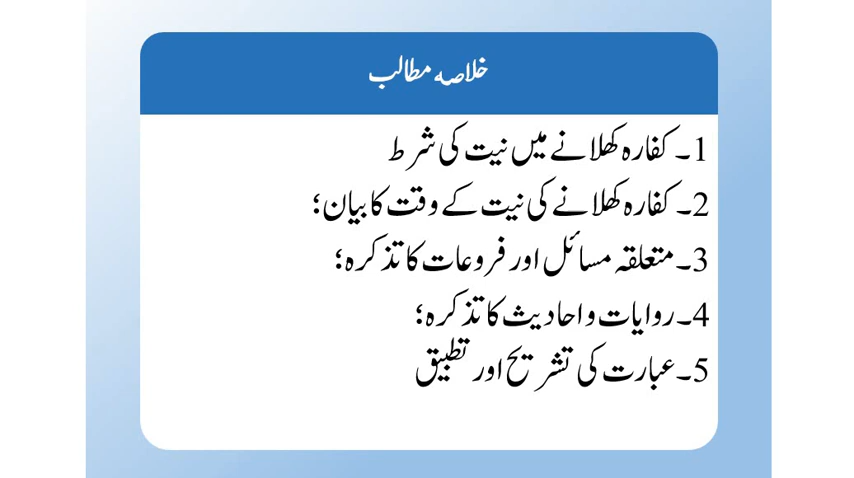 خلاصہ مطالب
1۔ کفارہ کھلانے میں نیت کی شرط
2۔ کفارہ کھلانے کی نیت کے وقت کا بیان؛
3۔متعلقہ مسائل اور فروعات کا تذکرہ؛
4۔روایات و احادیث کا تذکرہ؛
5۔عبارت کی تشریح اور تطبیق